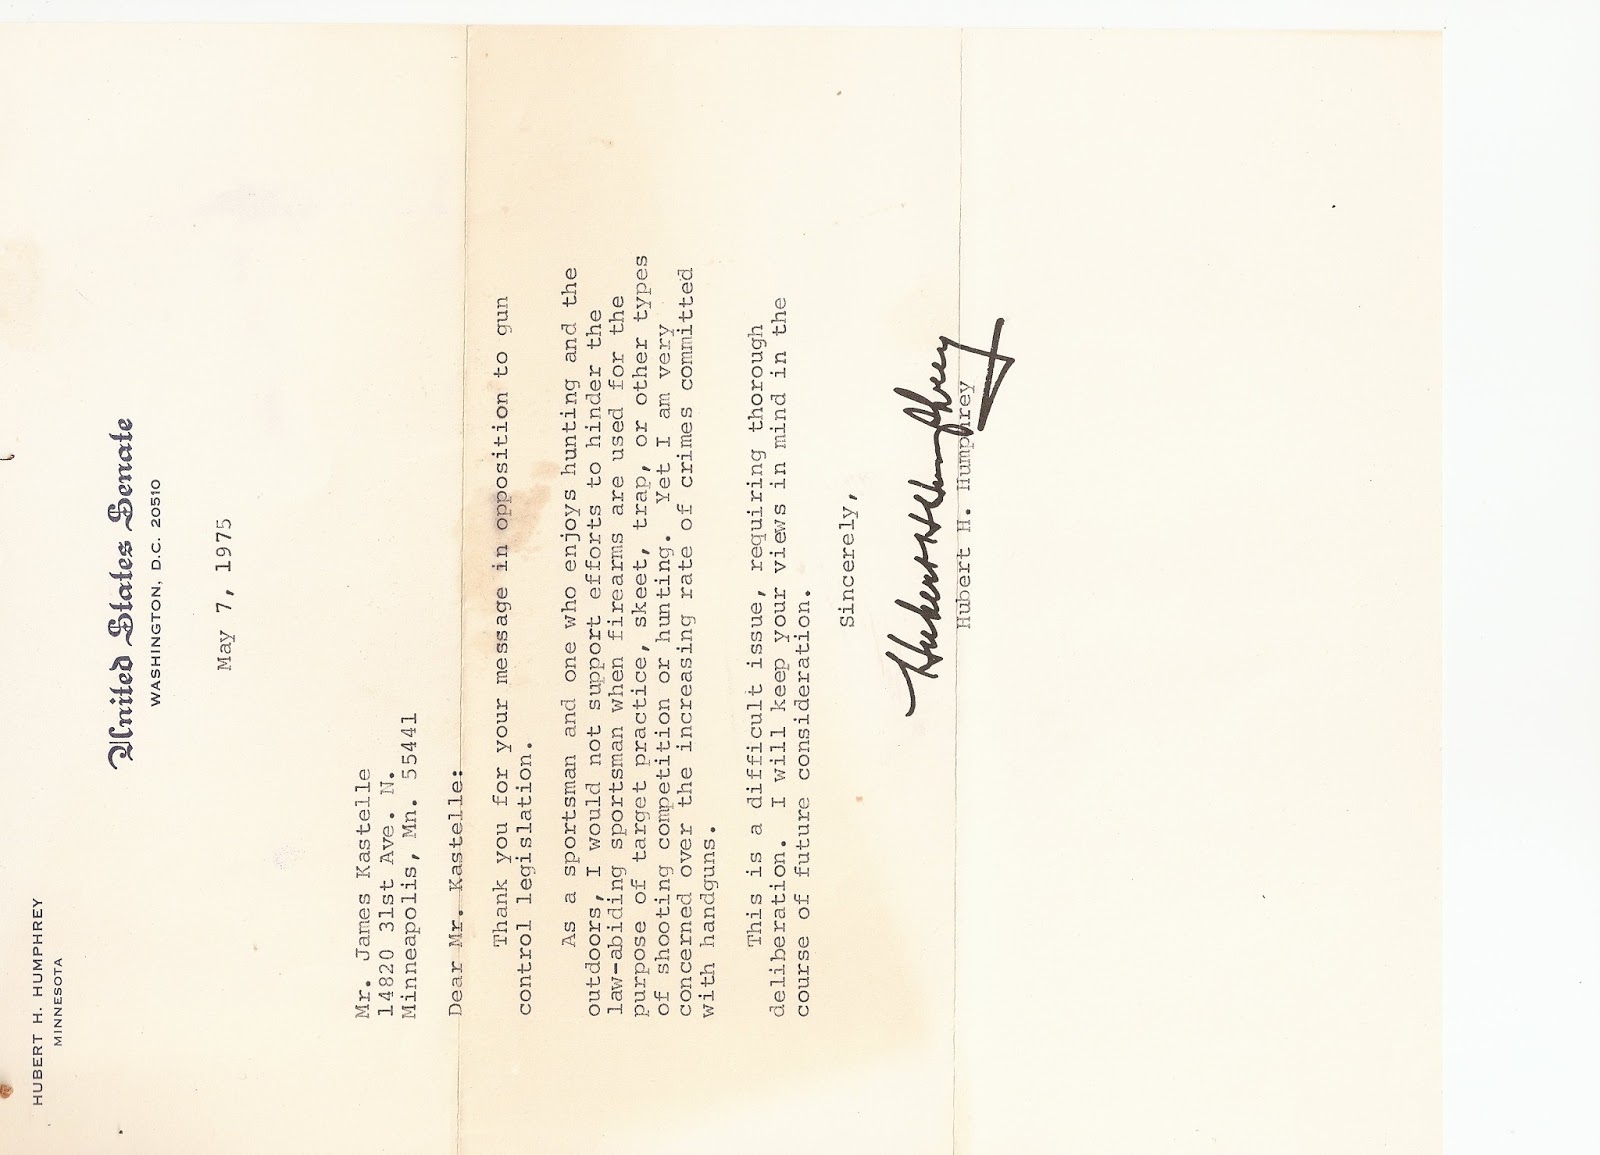 HUBERT H. HUMPHREY
MINNESOTA
United States Senate
WASHINGTON, D.C. 20510
May 7, 1975
Mr. James Kastelle
14820 31st Ave. N.
Minneapolis, Mn. 55441
Dear Mr. Kastelle:
Thank you for your message in opposition to gun
control legislation.
As a sportsman and one who enjoys hunting and the
outdoors, I would not support efforts to hinder the
law-abiding sportsman when firearms are used for the
purpose of target practice, skeet, trap, or other types
of shooting competition or hunting. Yet I am very
concerned over the increasing rate of crimes committed
with handguns.
This is a difficult issue, requiring thorough
deliberation. I will keep your views in mind in the
course of future consideration.
Sincerely,
Hubert H. Humphrey
Hubert H. Humphrey